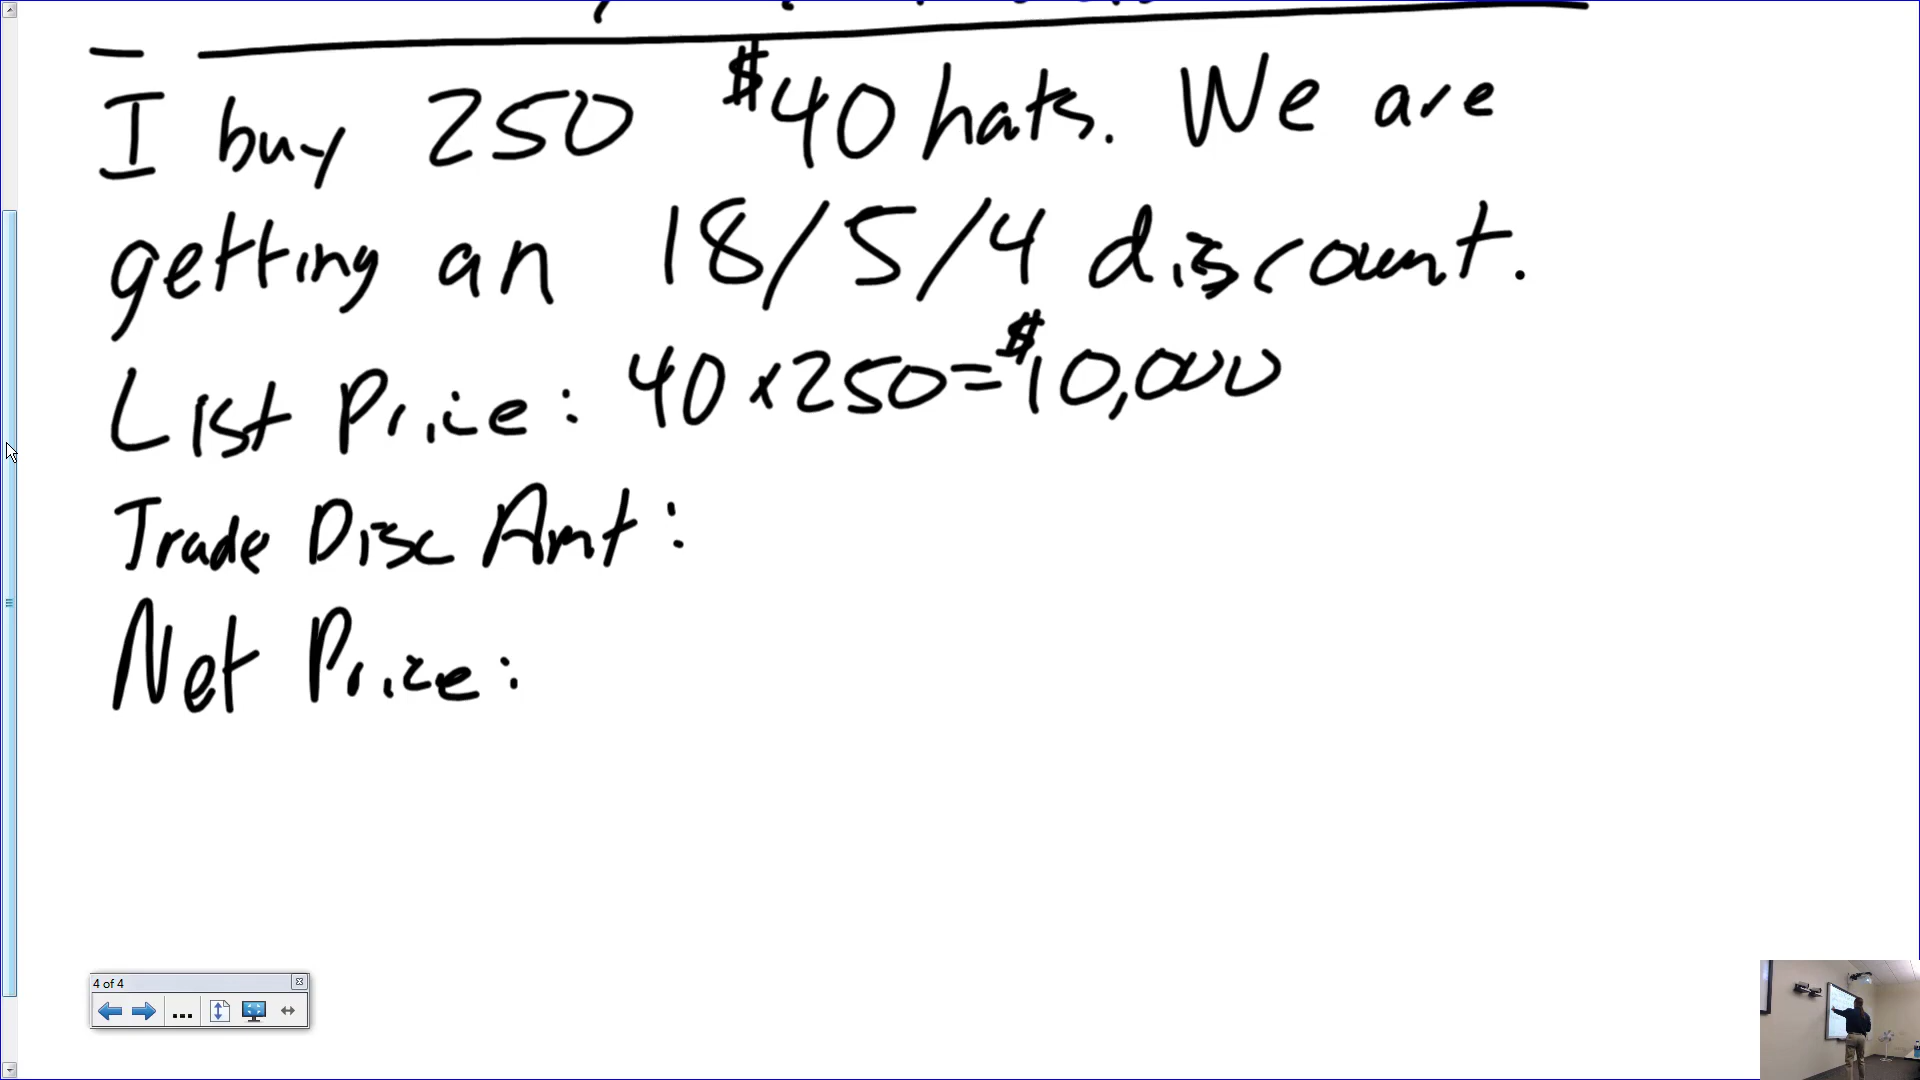 I buy 250 $40 hats. We are
getting an 18/5/4 discount.
List Price: 40x250=$10,000
Trade Disc Amt:
Net Price:
4 of 4